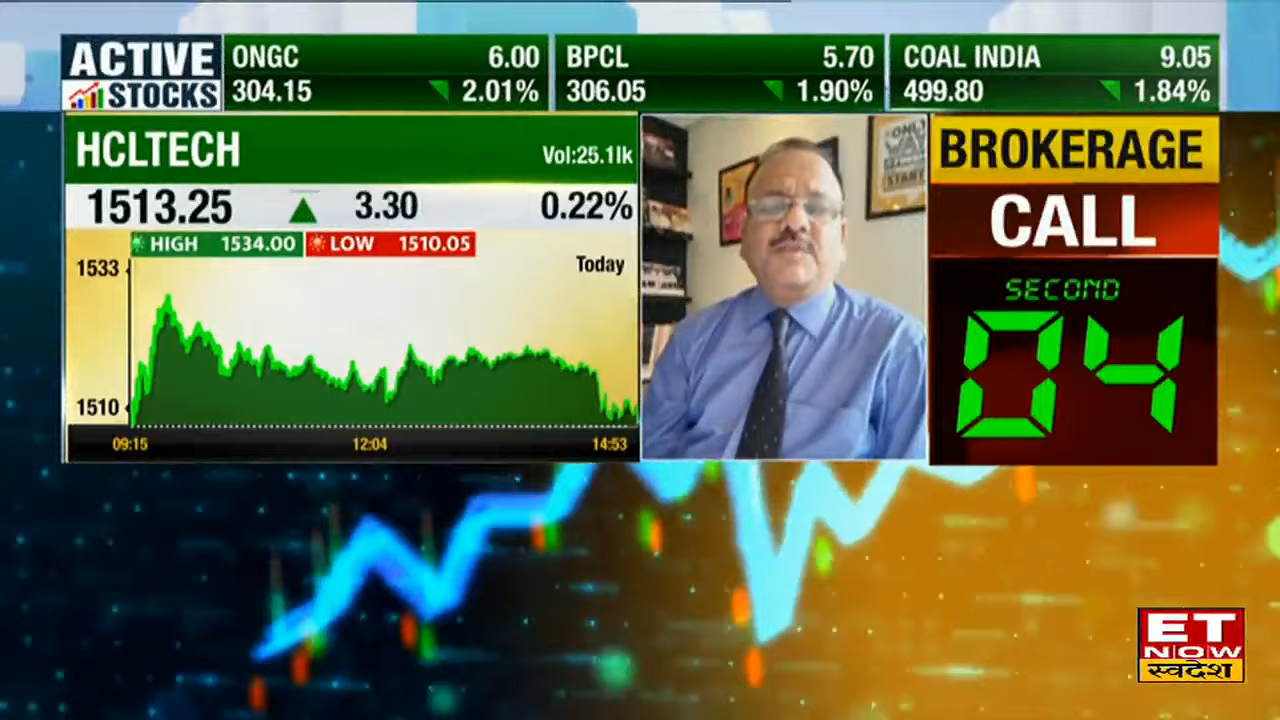 ACTIVE STOCKS
ONGC 6.00
304.15 2.01%
BPCL 5.70
306.05 1.90%
COAL INDIA 9.05
499.80 1.84%
HCLTECH Vol:25.1lk
1513.25 3.30 0.22%
HIGH 1534.00 LOW 1510.05
Today
1533
1510
09:15 12:04 14:53
BROKERAGE
CALL
SECOND
04
ET
NOW
स्वदेश